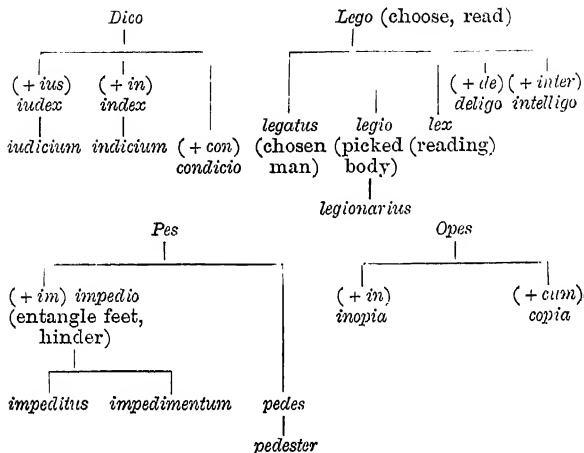 Dico
(+ ius)
iudex
iudicium
(+ in)
index
indicium
(+ con)
condicio
Lego (choose, read)
legatus
(chosen
man)
legio
(picked
body)
legionarius
lex
(reading)
(+ de)
deligo
(+ inter)
intelligo
Pes
(+ im) impedio
(entangle feet,
hinder)
impeditus
impedimentum
pedes
pedester
Opes
(+ in)
inopia
(+ cum)
copia